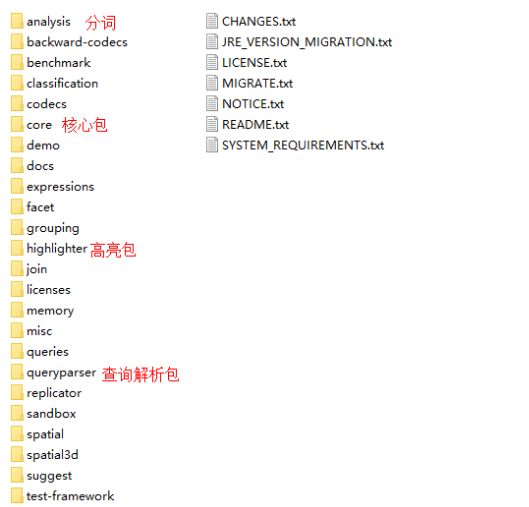 analysis 分词
backward-codecs
benchmark
classification
codecs
core 核心包
demo
docs
expressions
facet
grouping
highlighter 高亮包
join
licenses
memory
misc
queries
queryparser 查询解析包
replicator
sandbox
spatial
spatial3d
suggest
test-framework
CHANGES.txt
JRE_VERSION_MIGRATION.txt
LICENSE.txt
MIGRATE.txt
NOTICE.txt
README.txt
SYSTEM_REQUIREMENTS.txt